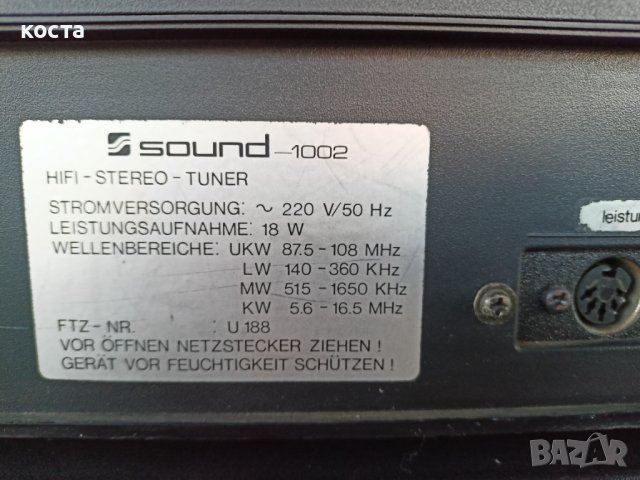 коста
sound-1002
HIFI-STEREO-TUNER
STROMVERSORGUNG: ~ 220 V/50 Hz
LEISTUNGSAUFNAHME: 18 W
WELLENBEREICHE: UKW 87.5-108 MHz
LW 140-360 KHz
MW 515-1650 KHz
KW 5.6-16.5 MHz
FTZ-NR. : U 188
VOR ÖFFNEN NETZSTECKER ZIEHEN!
GERÄT VOR FEUCHTIGKEIT SCHÜTZEN!
leistu
BAZAR